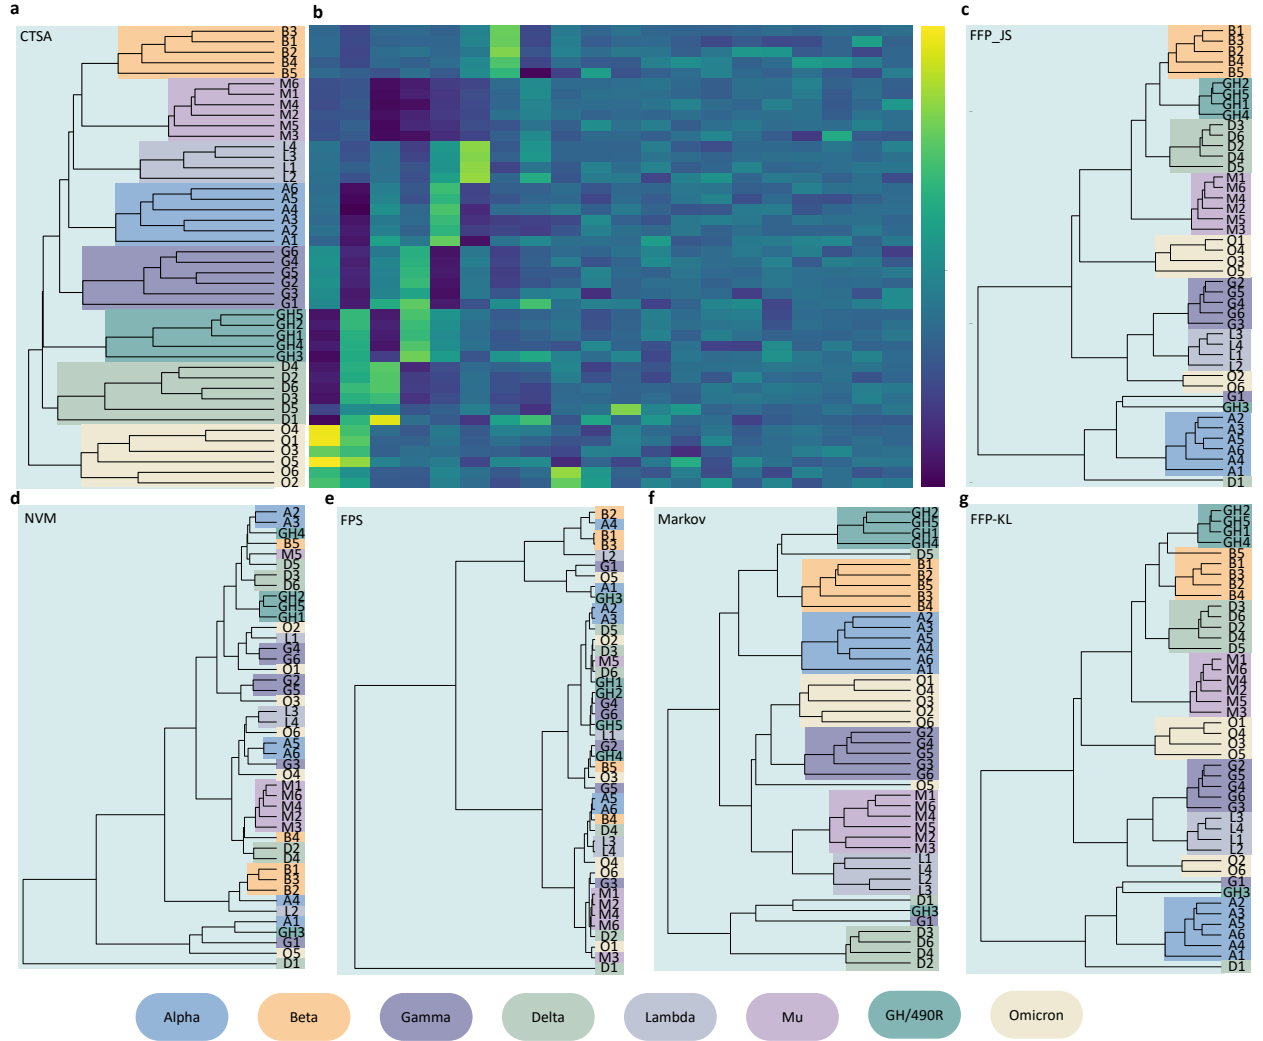 a
CTSA
B3
B1
B2
B4
B5
M6
M1
M4
M2
M5
M3
L4
L3
L1
L2
A6
A5
A4
A3
A2
A1
G6
G4
G5
G2
G3
G1
GH5
GH2
GH1
GH4
GH3
D4
D2
D6
D3
D5
D1
O4
O1
O3
O5
O6
O2
b
c
FFP_JS
B1
B3
B2
B4
B5
GH2
GH5
GH1
GH4
D3
D6
D2
D4
D5
M1
M6
M4
M2
M5
M3
O1
O4
O3
O5
G2
G5
G4
G6
G3
L3
L4
L1
L2
O2
O6
G1
GH3
A2
A3
A5
A6
A4
A1
D1
d
NVM
A2
A3
GH4
B5
M5
D5
D3
D6
GH2
GH5
GH1
O2
L1
G4
G6
O1
G2
G5
O3
L3
L4
O6
A5
A6
G3
O4
M1
M6
M4
M2
M3
B4
D2
D4
B1
B3
B2
A4
L2
A1
GH3
G1
O5
D1
e
FPS
B2
A4
B1
B3
L2
G1
O5
A1
GH3
A2
A3
D5
O2
D3
M5
D6
GH1
GH2
G4
G6
GH5
L1
G2
GH4
B5
O3
G5
A5
A6
B4
D4
L3
L4
O4
O6
G3
M1
M2
M4
M6
D2
O1
M3
D1
f
Markov
GH2
GH5
GH1
GH4
D5
B1
B2
B5
B3
B4
A2
A3
A5
A4
A6
A1
O1
O4
O3
O2
O6
G2
G4
G5
G3
G6
O5
M1
M6
M4
M5
M2
M3
L1
L4
L2
L3
D1
GH3
G1
D3
D6
D4
D2
g
FFP-KL
GH2
GH5
GH1
GH4
B5
B1
B3
B2
B4
D3
D6
D2
D4
D5
M1
M6
M4
M2
M5
M3
O1
O4
O3
O5
G2
G5
G4
G6
G3
L3
L4
L1
L2
O2
O6
G1
GH3
A2
A3
A5
A6
A4
A1
D1
Alpha
Beta
Gamma
Delta
Lambda
Mu
GH/490R
Omicron